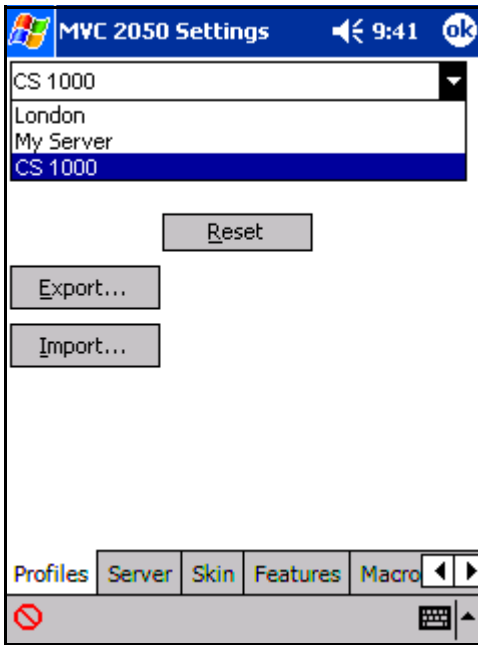 MVC 2050 Settings 9:41 ok
CS 1000
London
My Server
CS 1000
Reset
Export...
Import...
Profiles Server Skin Features Macro